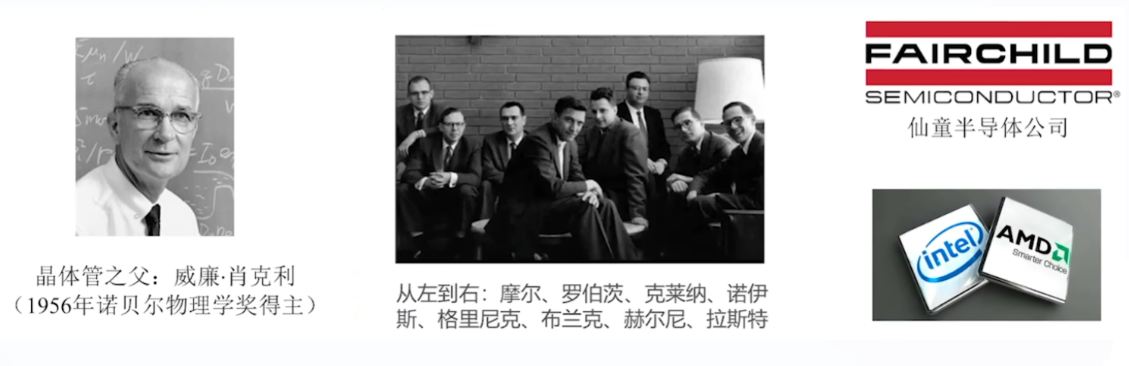 晶体管之父：威廉·肖克利
（1956年诺贝尔物理学奖得主）
从左到右：摩尔、罗伯茨、克莱纳、诺伊
斯、格里尼克、布兰克、赫尔尼、拉斯特
FAIRCHILD
SEMICONDUCTOR®
仙童半导体公司
intel
AMD
Smarter Choice